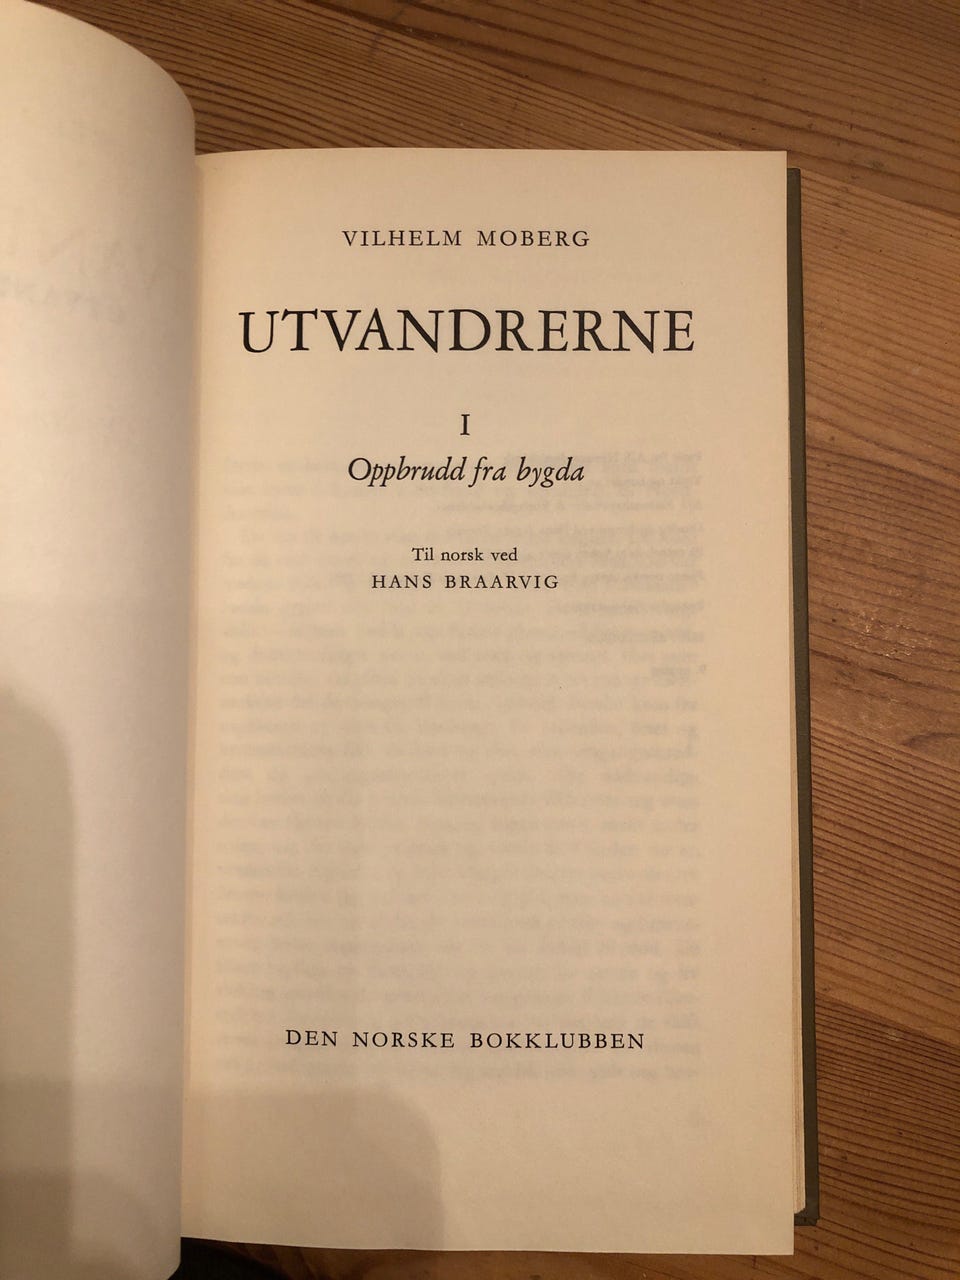 VILHELM MOBERG
UTVANDRERNE
I
Oppbrudd fra bygda
Til norsk ved
HANS BRAARVIG
DEN NORSKE BOKKLUBBEN